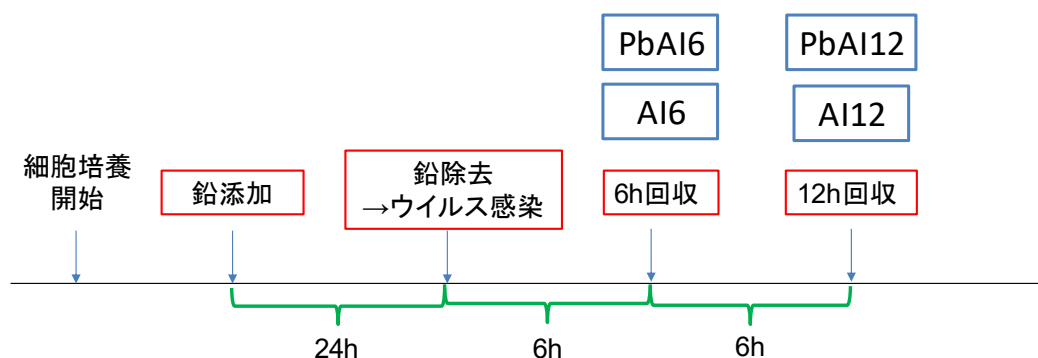 PbAI6
PbAI12
AI6
AI12
細胞培養
開始
鉛添加
鉛除去
→ウイルス感染
6h回収
12h回収
24h
6h
6h